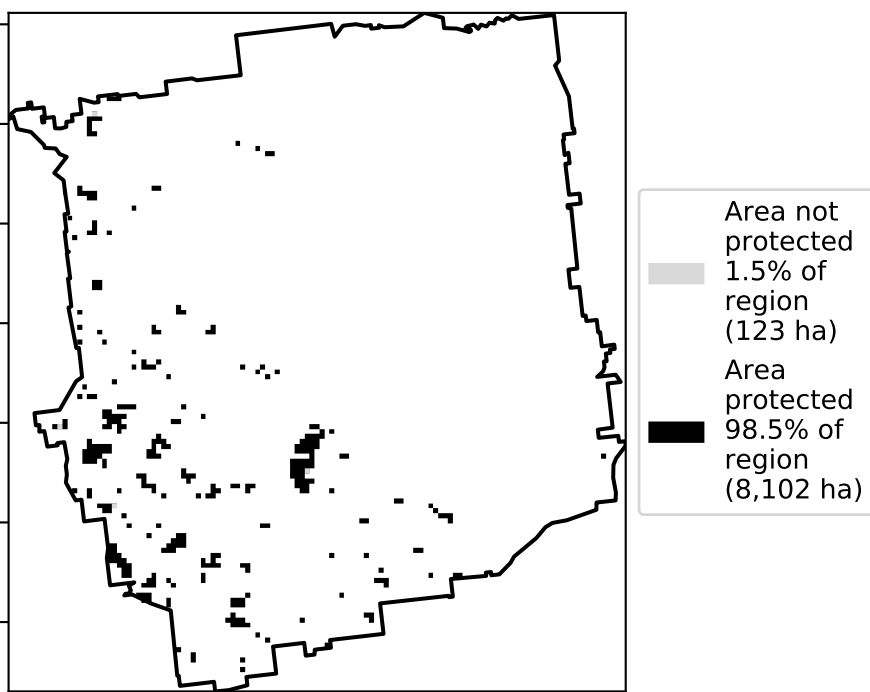 Area not
protected
1.5% of
region
(123 ha)
Area
protected
98.5% of
region
(8,102 ha)